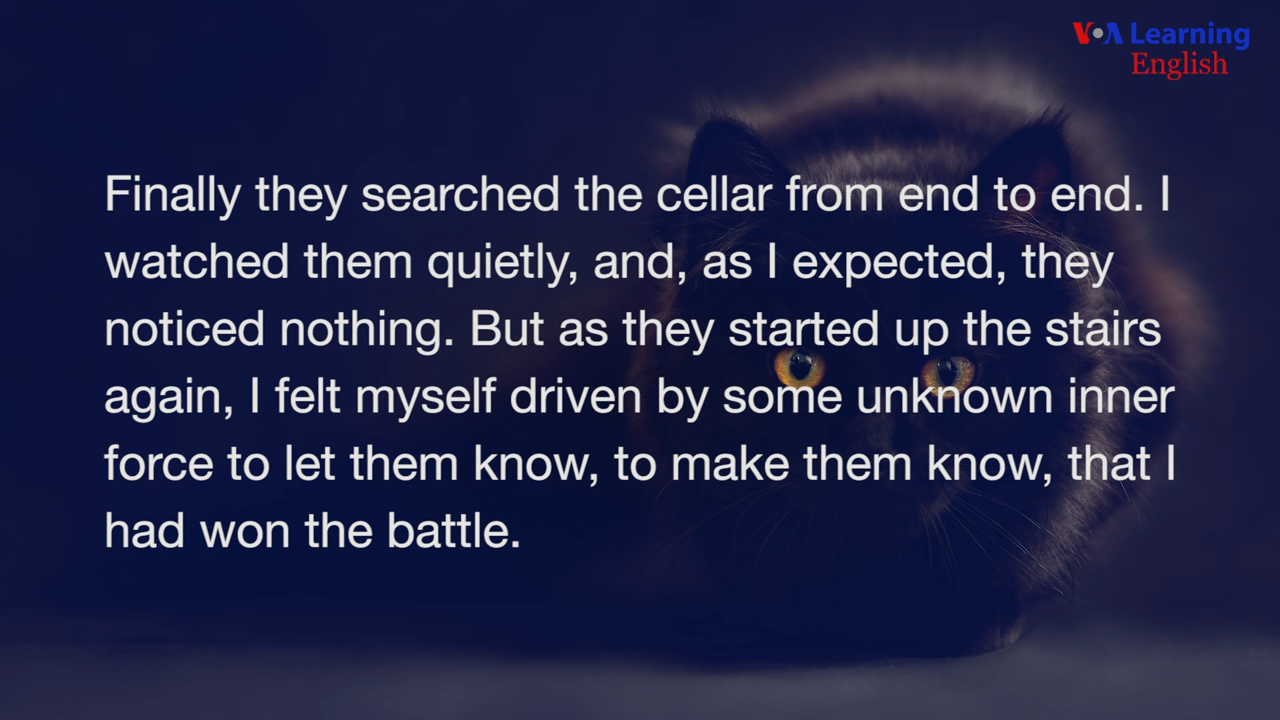 VOA Learning
English
Finally they searched the cellar from end to end. I
watched them quietly, and, as I expected, they
noticed nothing. But as they started up the stairs
again, I felt myself driven by some unknown inner
force to let them know, to make them know, that I
had won the battle.